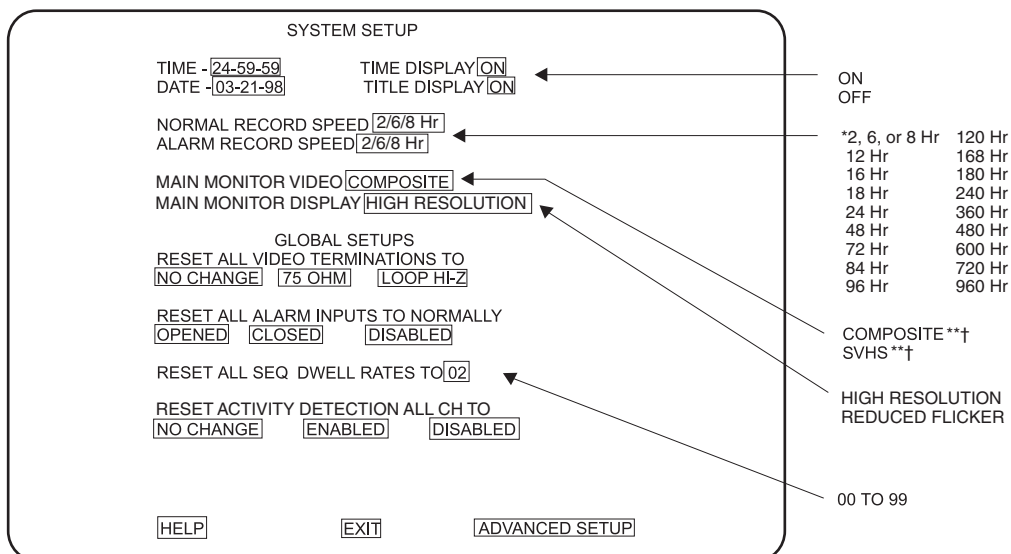 SYSTEM SETUP
TIME - 24-59-59 TIME DISPLAY ON
DATE - 03-21-98 TITLE DISPLAY ON
NORMAL RECORD SPEED 2/6/8 Hr
ALARM RECORD SPEED 2/6/8 Hr
MAIN MONITOR VIDEO COMPOSITE
MAIN MONITOR DISPLAY HIGH RESOLUTION
GLOBAL SETUPS
RESET ALL VIDEO TERMINATIONS TO
NO CHANGE 75 OHM LOOP HI-Z
RESET ALL ALARM INPUTS TO NORMALLY
OPENED CLOSED DISABLED
RESET ALL SEQ DWELL RATES TO 02
RESET ACTIVITY DETECTION ALL CH TO
NO CHANGE ENABLED DISABLED
HELP EXIT ADVANCED SETUP
ON
OFF
*2, 6, or 8 Hr 120 Hr
12 Hr 168 Hr
16 Hr 180 Hr
18 Hr 240 Hr
24 Hr 360 Hr
48 Hr 480 Hr
72 Hr 600 Hr
84 Hr 720 Hr
96 Hr 960 Hr
COMPOSITE **†
SVHS **†
HIGH RESOLUTION
REDUCED FLICKER
00 TO 99